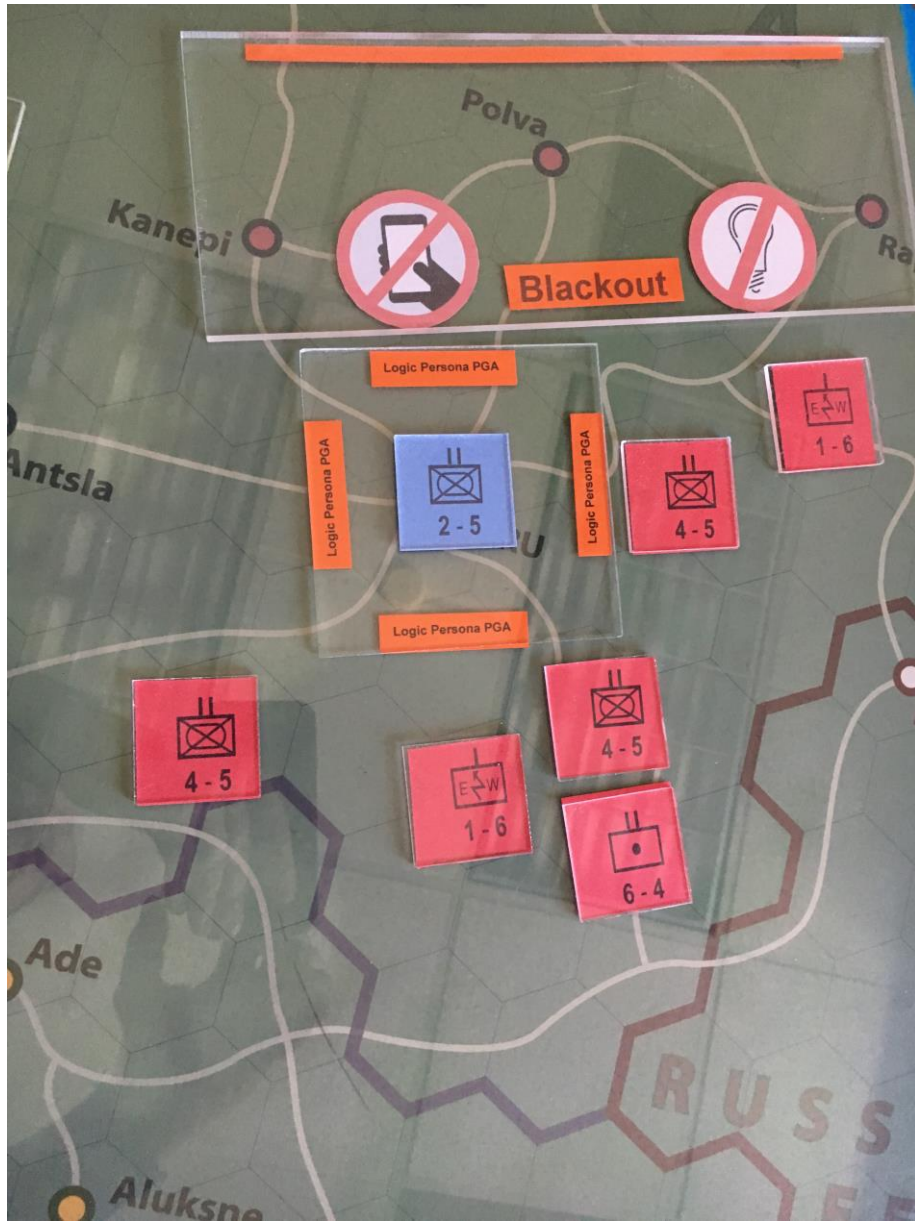 Polva
Kanepi
Ra
Blackout
Logic Persona PGA
E W
1 - 6
Logic Persona PGA
Logic Persona PGA
Antsla
2 - 5
4 - 5
RU
Logic Persona PGA
4 - 5
4 - 5
E W
1 - 6
6 - 4
Ade
RUSS
Aluksne